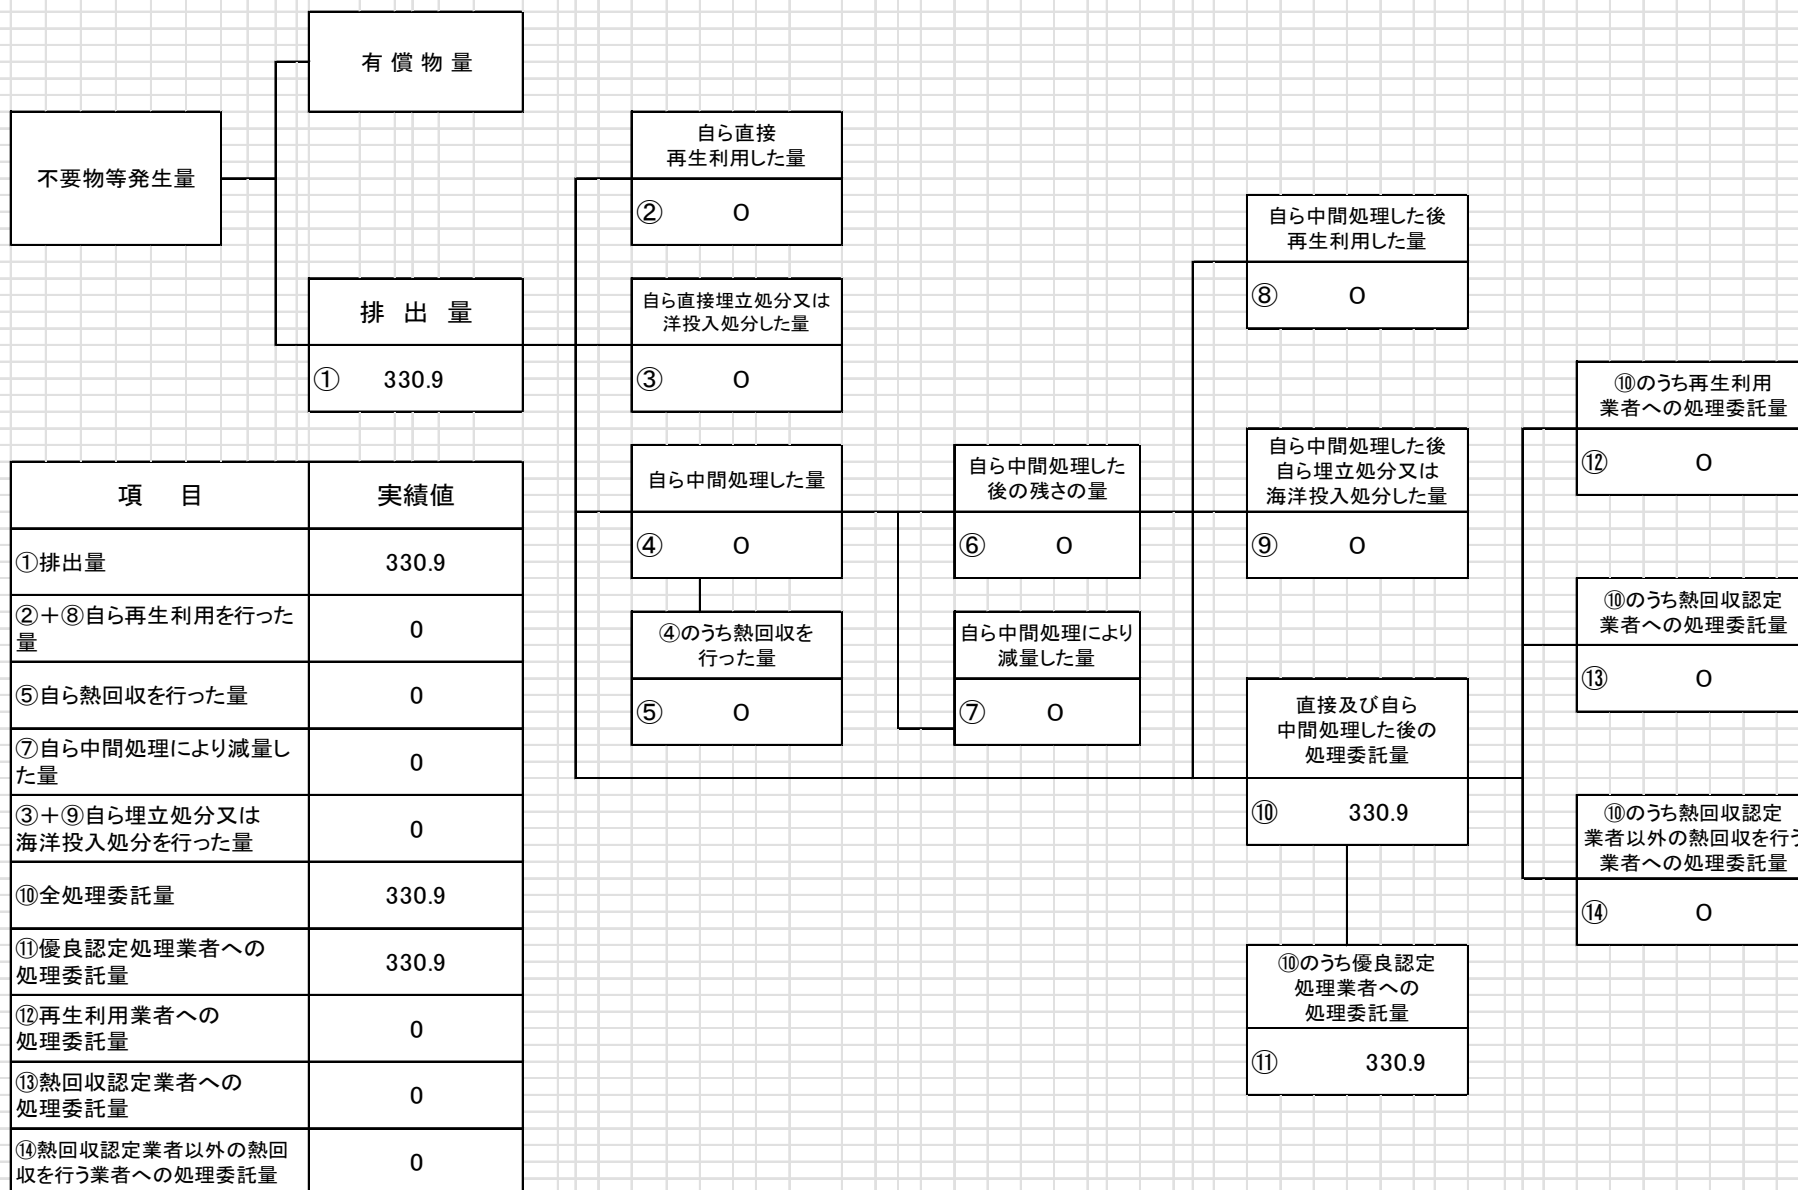 有償物量
不要物等発生量
排出量
① 330.9
自ら直接
再生利用した量
② 0
自ら直接埋立処分又は
洋投入処分した量
③ 0
自ら中間処理した量
④ 0
④のうち熱回収を
行った量
⑤ 0
自ら中間処理した
後の残さの量
⑥ 0
自ら中間処理により
減量した量
⑦ 0
自ら中間処理した後
再生利用した量
⑧ 0
自ら中間処理した後
自ら埋立処分又は
海洋投入処分した量
⑨ 0
直接及び自ら
中間処理した後の
処理委託量
⑩ 330.9
⑩のうち優良認定
処理業者への
処理委託量
⑪ 330.9
⑩のうち再生利用
業者への処理委託量
⑫ 0
⑩のうち熱回収認定
業者への処理委託量
⑬ 0
⑩のうち熱回収認定
業者以外の熱回収を行う
業者への処理委託量
⑭ 0
項目 実績値
①排出量 330.9
②+⑧自ら再生利用を行った
量 0
⑤自ら熱回収を行った量 0
⑦自ら中間処理により減量し
た量 0
③+⑨自ら埋立処分又は
海洋投入処分を行った量 0
⑩全処理委託量 330.9
⑪優良認定処理業者への
処理委託量 330.9
⑫再生利用業者への
処理委託量 0
⑬熱回収認定業者への
処理委託量 0
⑭熱回収認定業者以外の熱回
収を行う業者への処理委託量 0